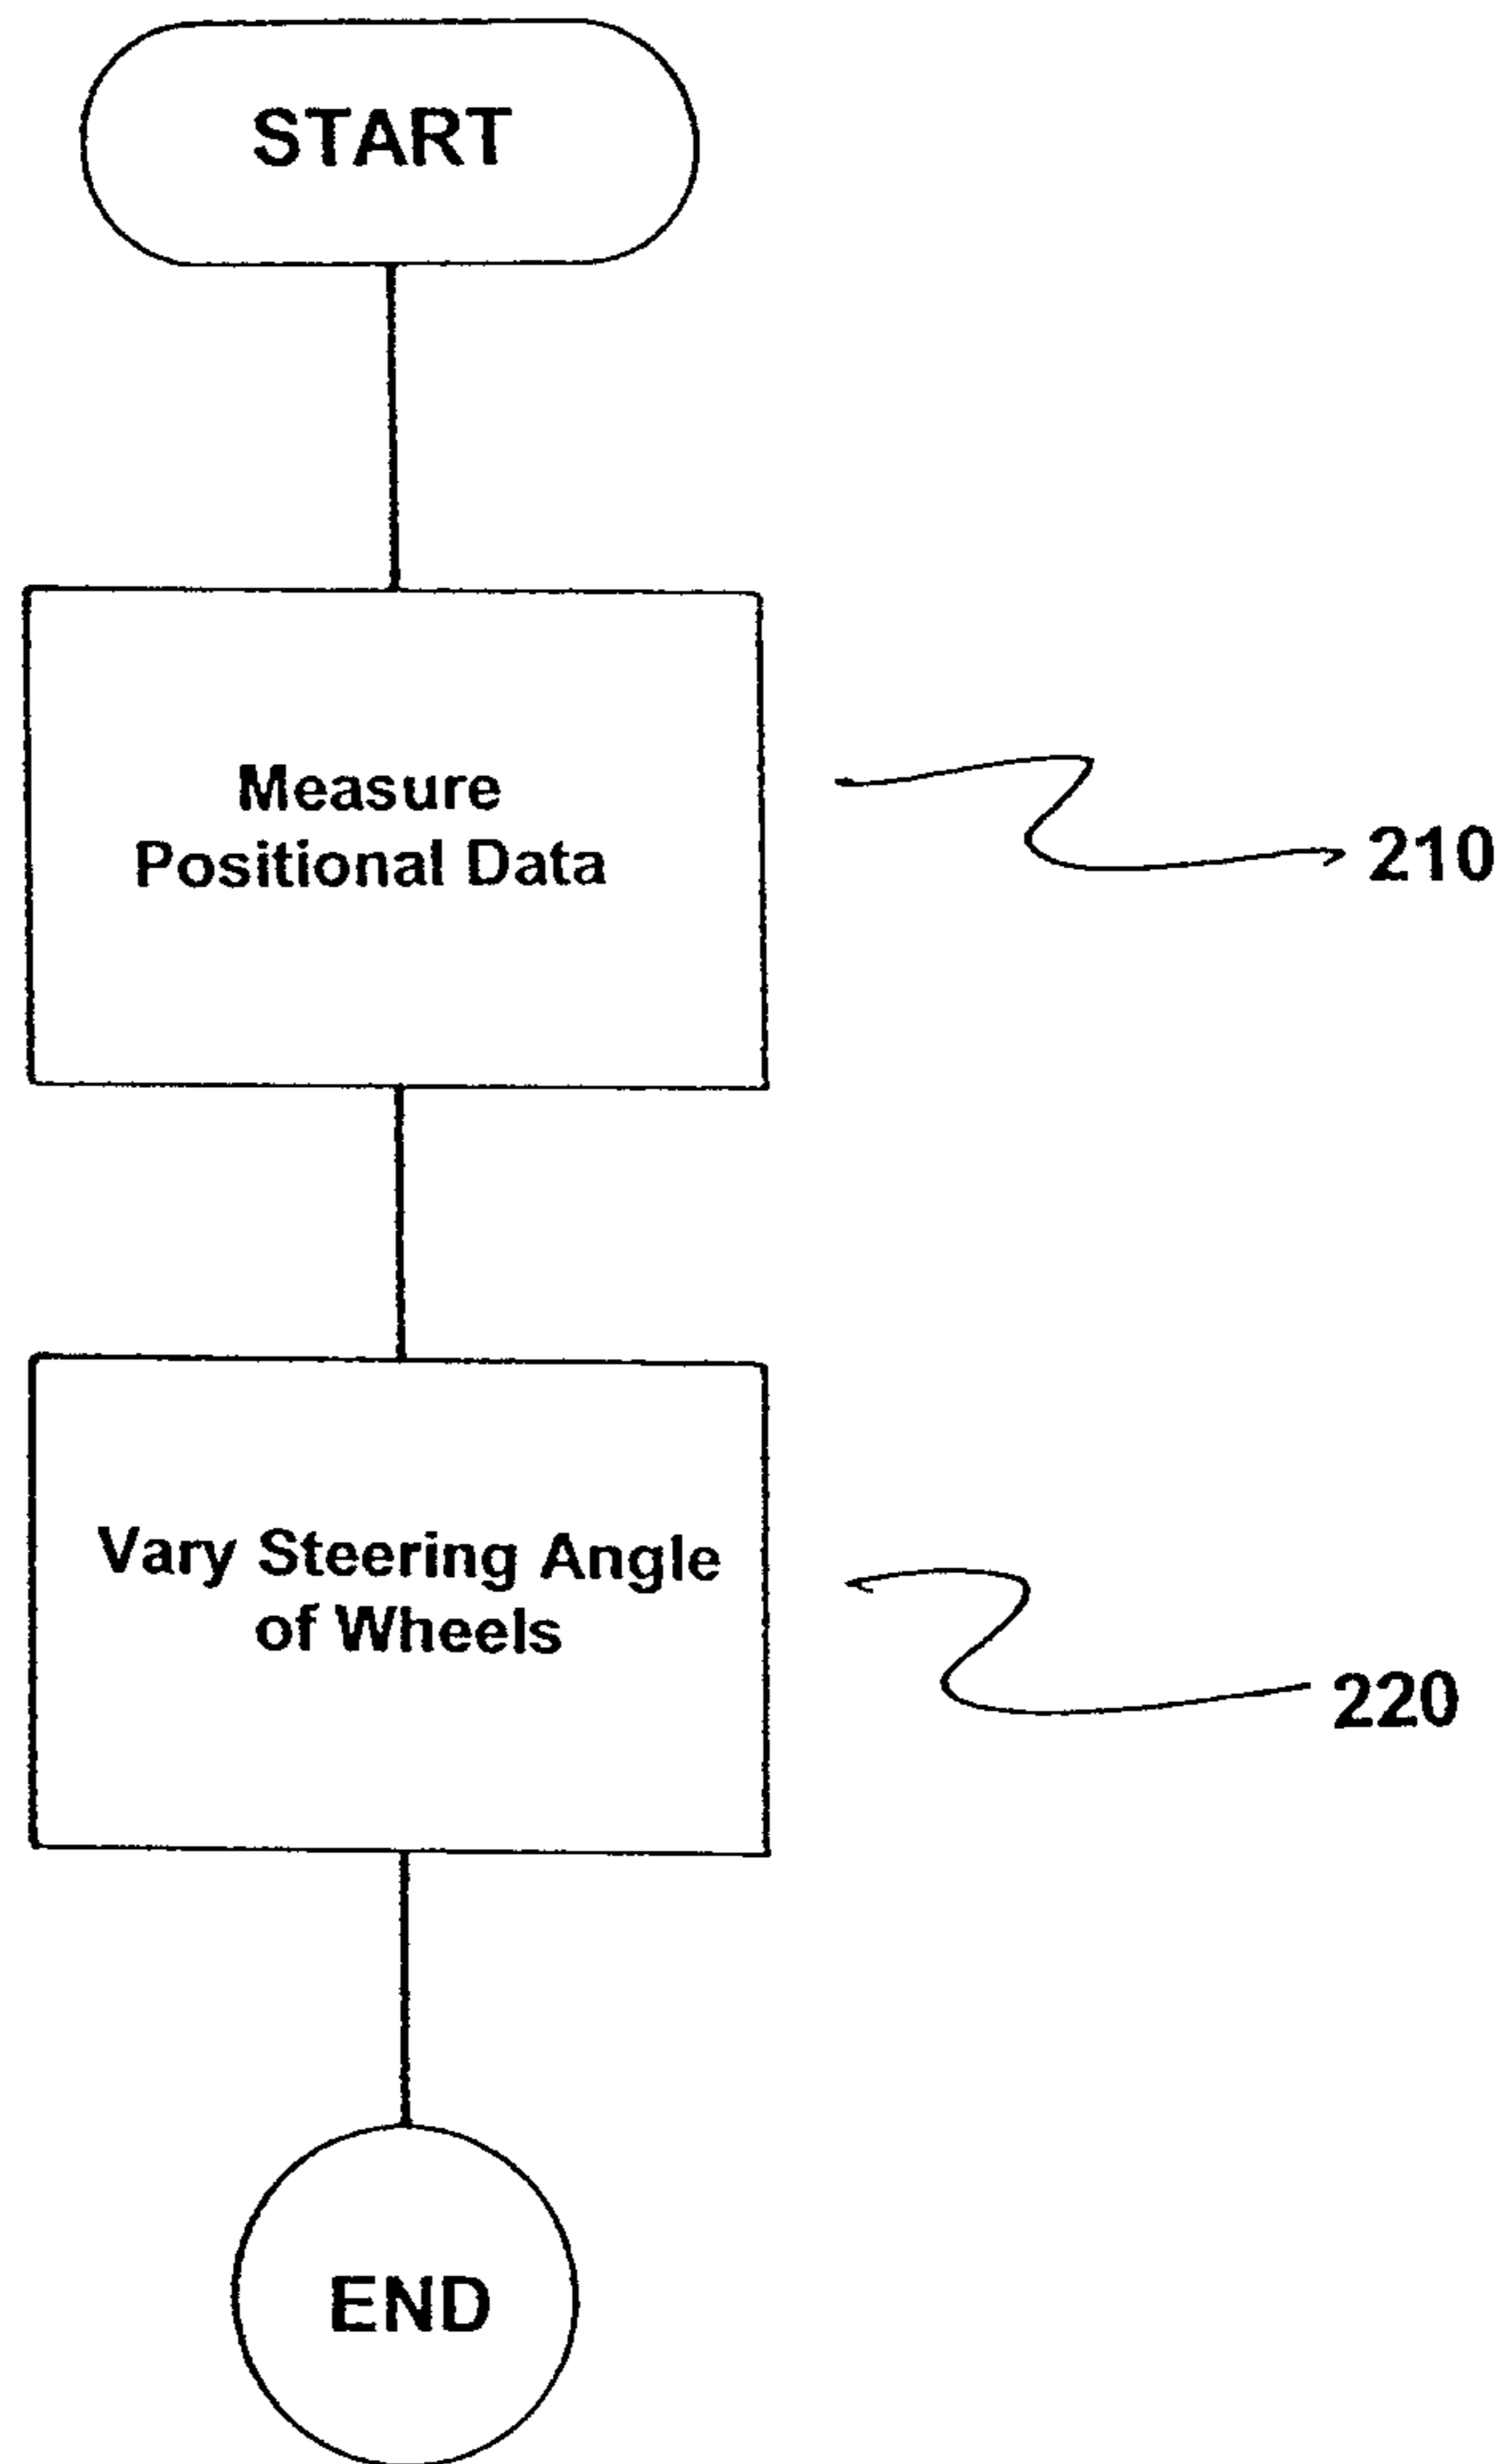 START
Measure
Positional Data
210
Vary Steering Angle
of Wheels
220
END